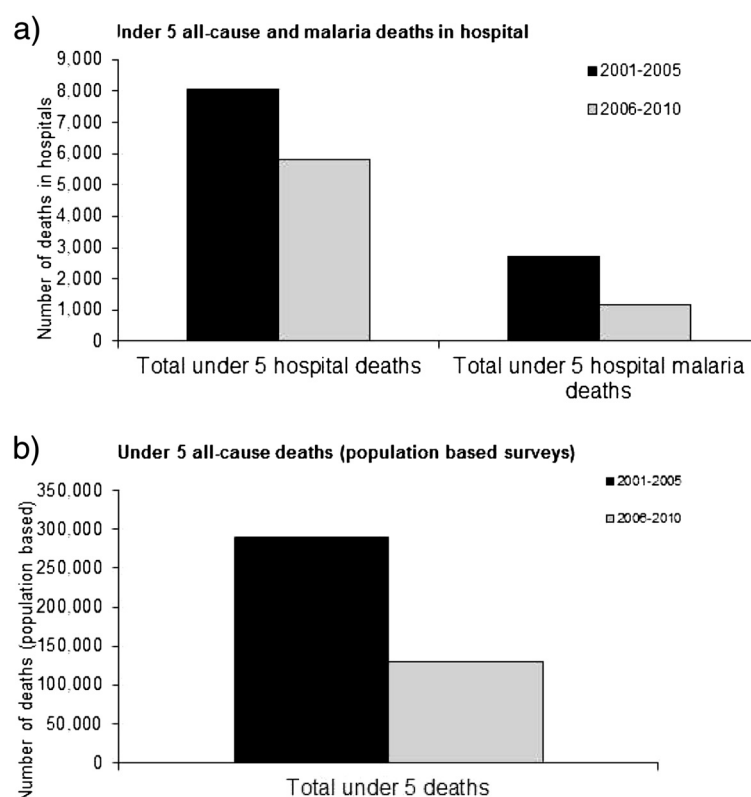 a)
Inder 5 all-cause and malaria deaths in hospital
Number of deaths in hospitals
9,000
8,000
7,000
6,000
5,000
4,000
3,000
2,000
1,000
0
2001-2005
2006-2010
Total under 5 hospital deaths
Total under 5 hospital malaria
deaths
b)
Under 5 all-cause deaths (population based surveys)
Number of deaths (population based)
350,000
300,000
250,000
200,000
150,000
100,000
50,000
0
2001-2005
2006-2010
Total under 5 deaths